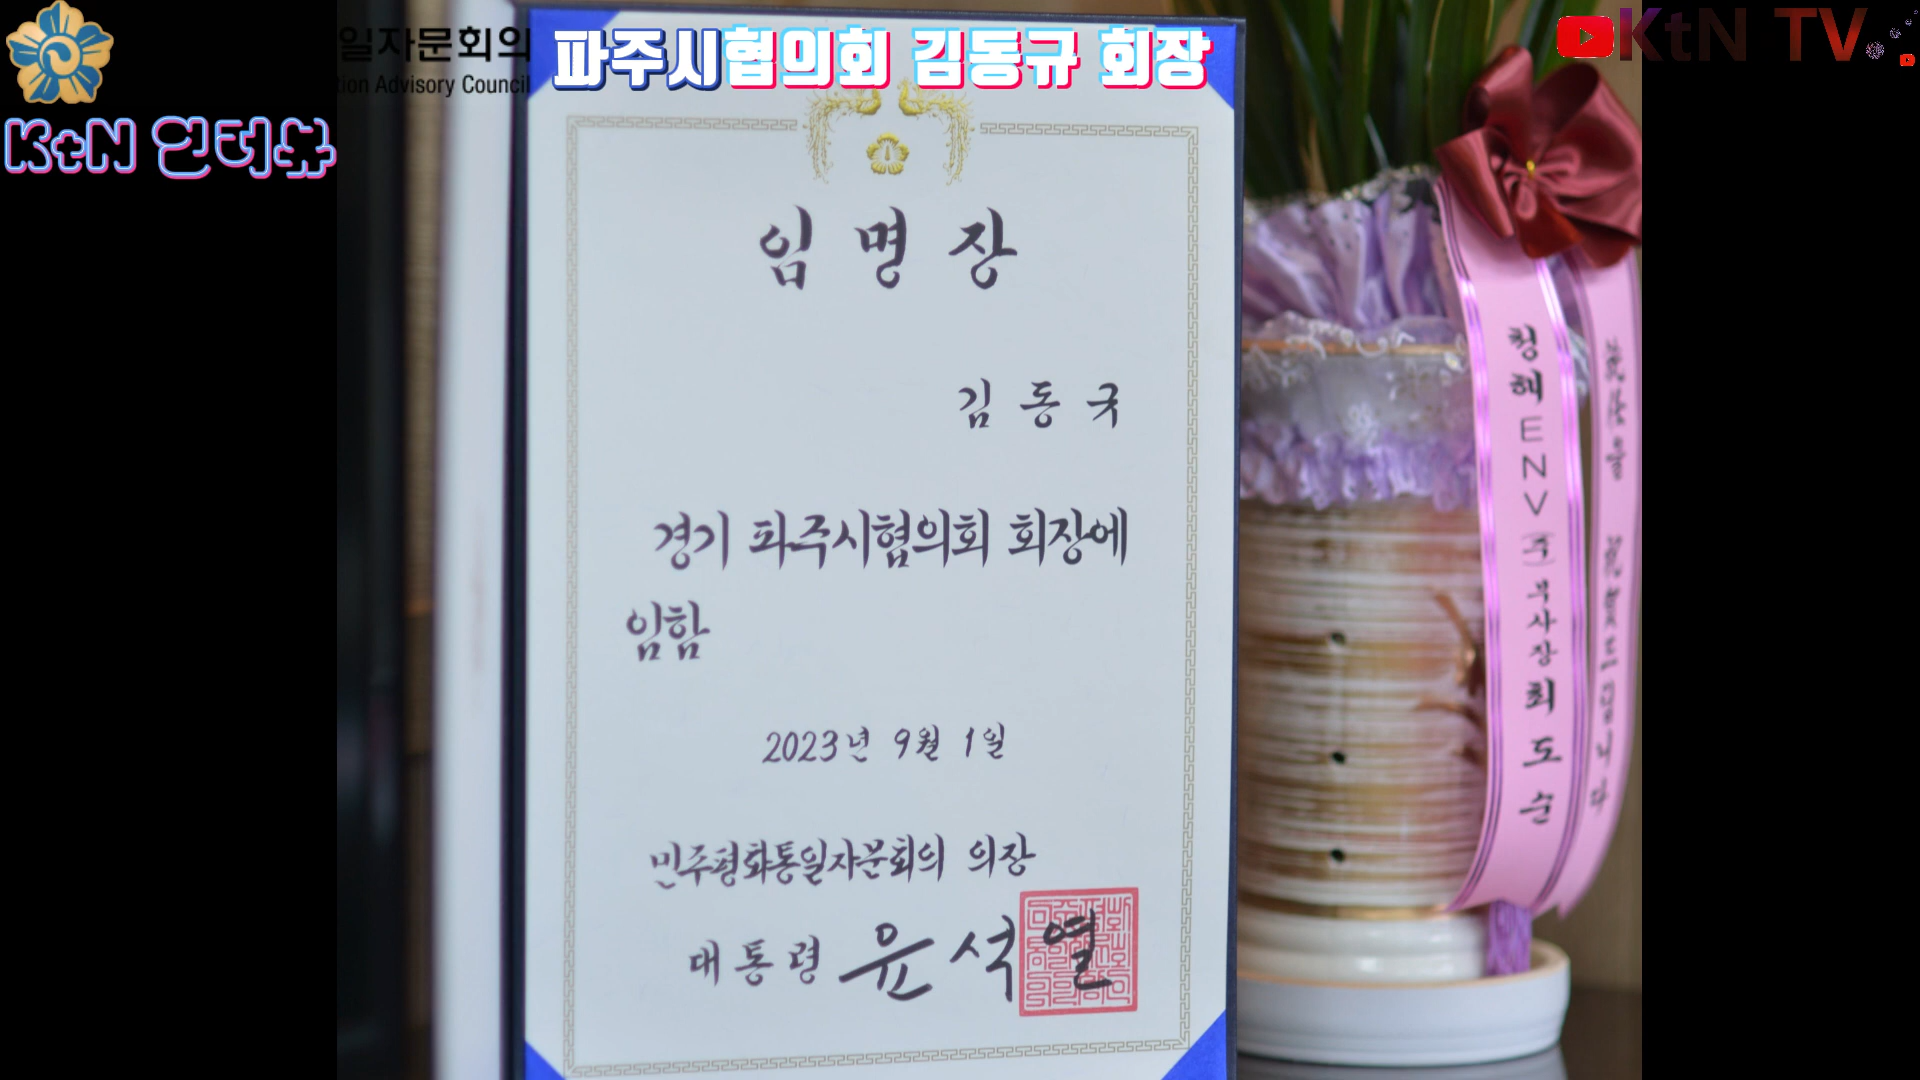 일자문회의
tion Advisory Council
파주시협의회 김동규 회장
KtN TV
KtN 인터뷰
임명장
김동국
경기 파주시협의회 회장에
임함
2023년 9월 1일
민주평화통일자문회의 의장
대통령 윤석열
청혜ENV(주)부사장최도순